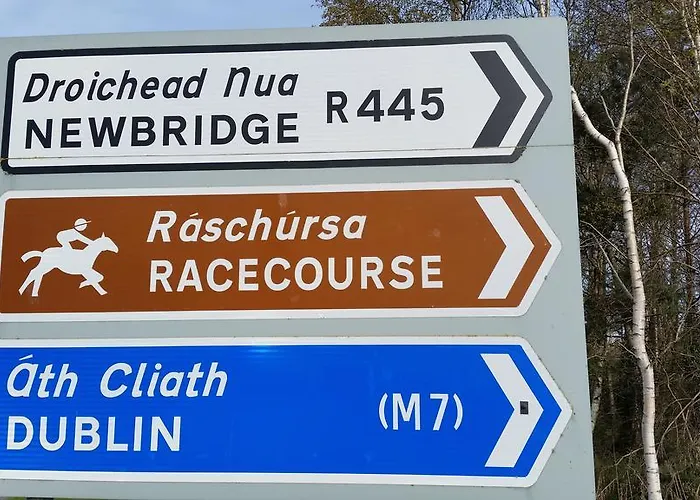 Droichead Nua
NEWBRIDGE R445
Ráschúrsa
RACECOURSE
Áth Cliath
DUBLIN (M7)